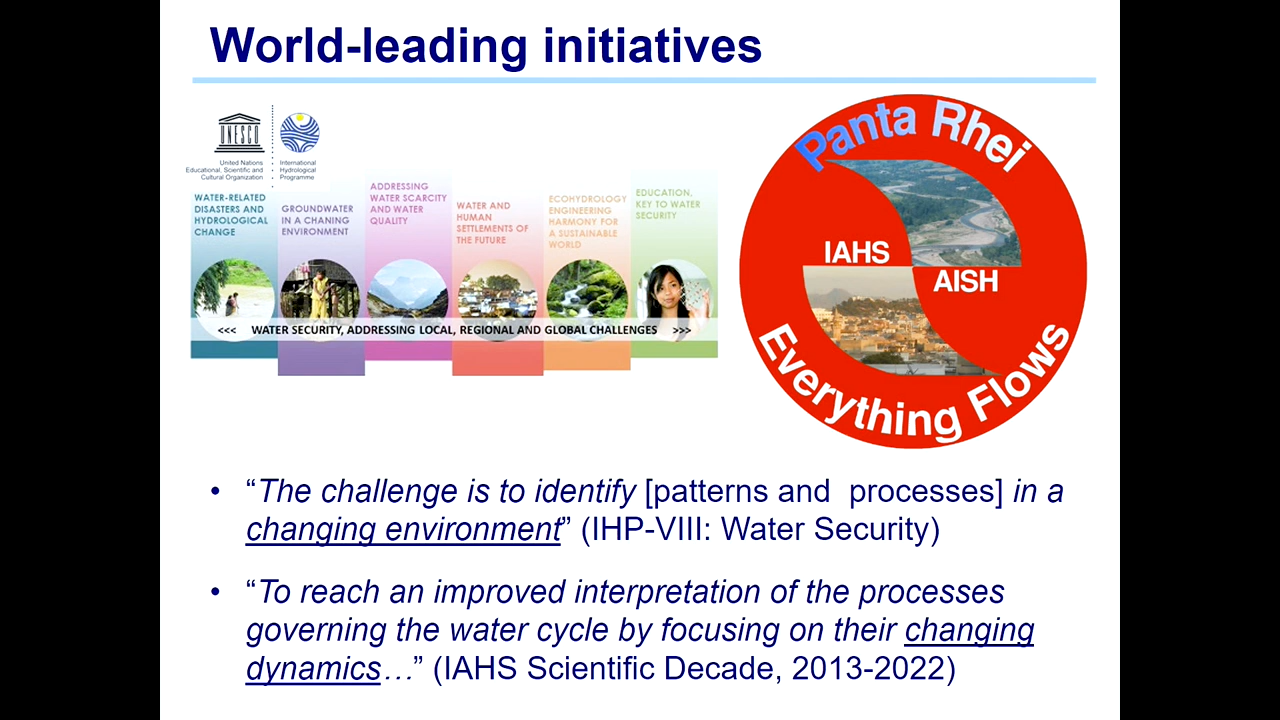 World-leading initiatives
UNESCO
United Nations
Educational, Scientific and
Cultural Organization
International
Hydrological
Programme
WATER-RELATED
DISASTERS AND
HYDROLOGICAL
CHANGE
GROUNDWATER
IN A CHANING
ENVIRONMENT
ADDRESSING
WATER SCARCITY
AND WATER
QUALITY
WATER AND
HUMAN
SETTLEMENTS OF
THE FUTURE
ECOHYDROLOGY
ENGINEERING
HARMONY FOR
A SUSTAINABLE
WORLD
EDUCATION,
KEY TO WATER
SECURITY
<<< WATER SECURITY, ADDRESSING LOCAL, REGIONAL AND GLOBAL CHALLENGES >>>
Panta Rhei
IAHS
AISH
Everything Flows
• “The challenge is to identify [patterns and processes] in a
changing environment” (IHP-VIII: Water Security)
• “To reach an improved interpretation of the processes
governing the water cycle by focusing on their changing
dynamics…” (IAHS Scientific Decade, 2013-2022)